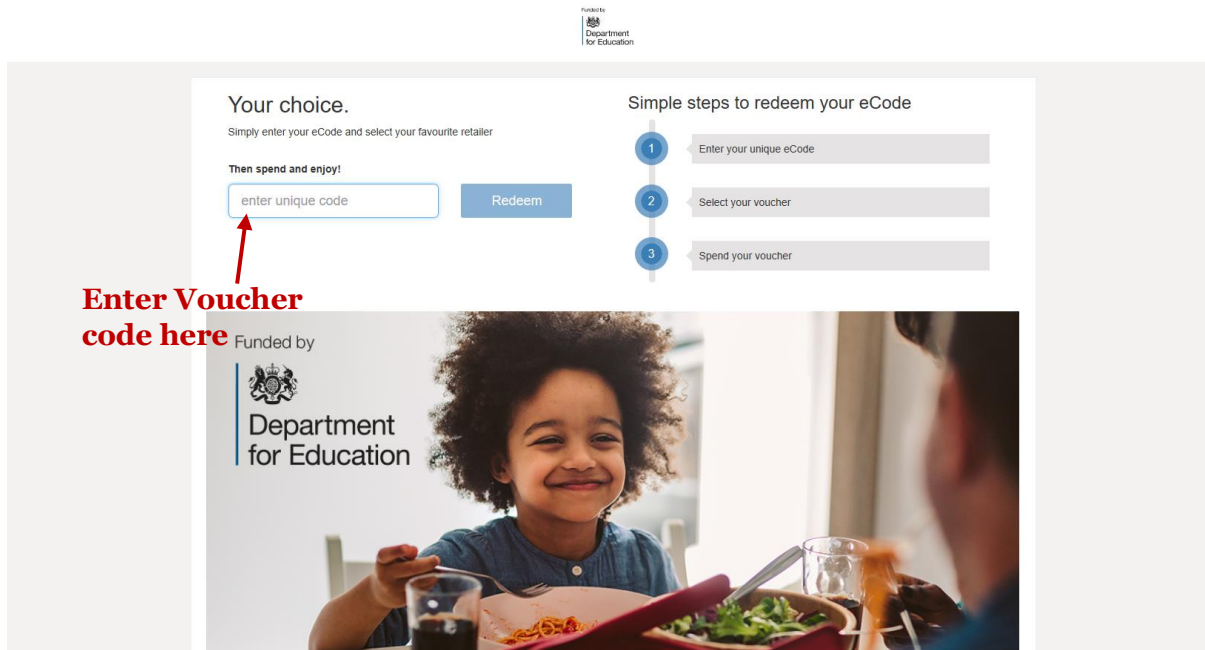 Funded by
Department
for Education
Your choice.
Simply enter your eCode and select your favourite retailer
Then spend and enjoy!
enter unique code
Redeem
Simple steps to redeem your eCode
1
Enter your unique eCode
2
Select your voucher
3
Spend your voucher
Enter Voucher
code here
Funded by
Department
for Education